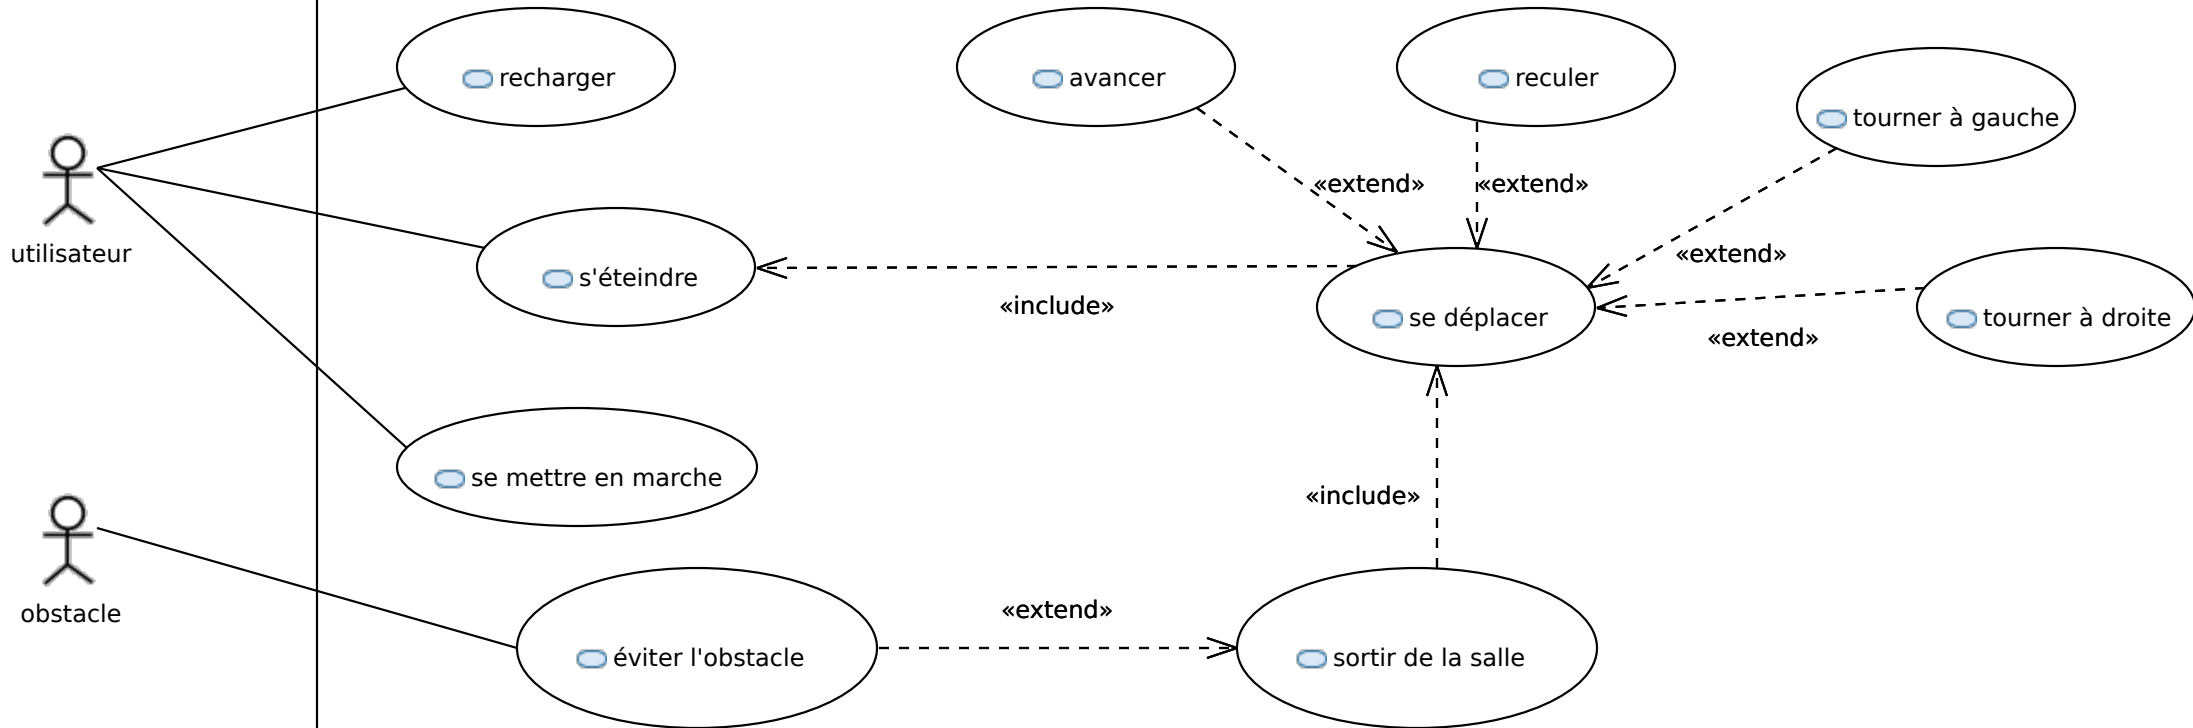 recharger
avancer
reculer
tourner à gauche
«extend»
«extend»
utilisateur
«extend»
s'éteindre
«include»
se déplacer
tourner à droite
«extend»
se mettre en marche
«include»
obstacle
«extend»
éviter l'obstacle
sortir de la salle